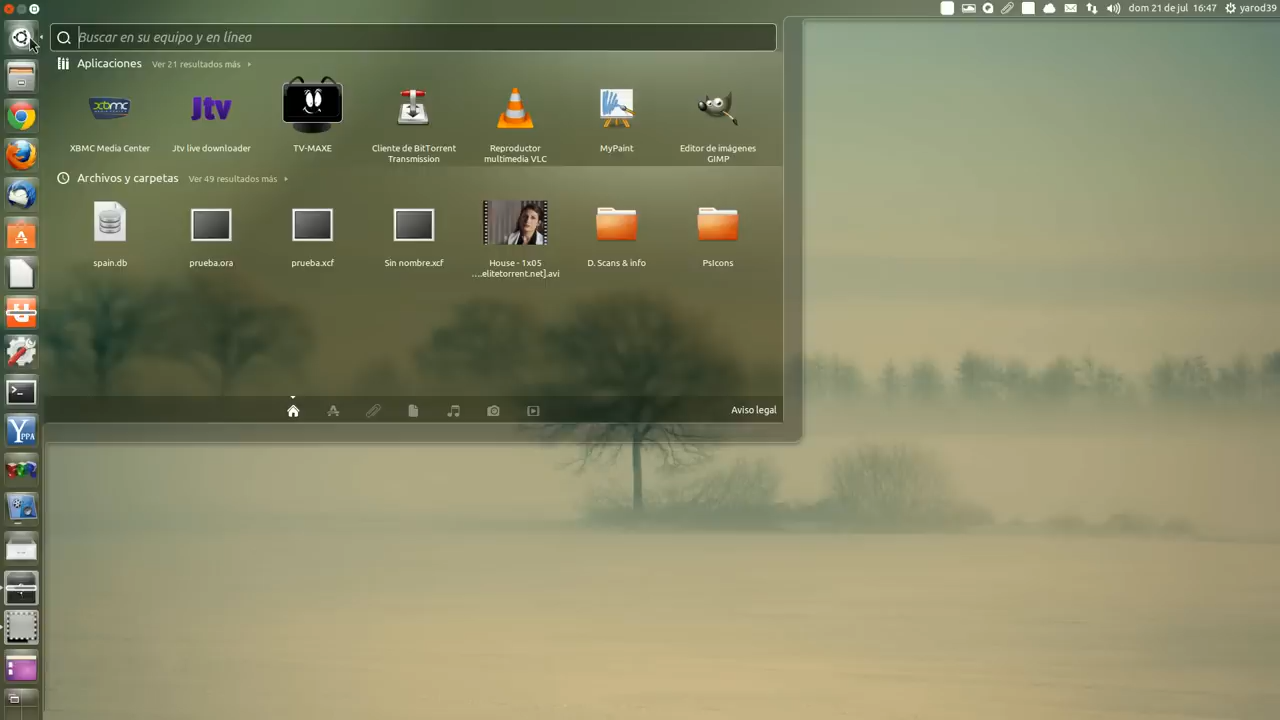 dom 21 de jul 16:47 yarod39
Buscar en su equipo y en línea
Aplicaciones Ver 21 resultados más
xbmc
Jtv
XBMC Media Center
Jtv live downloader
TV-MAXE
Cliente de BitTorrent
Transmission
Reproductor
multimedia VLC
MyPaint
Editor de imágenes
GIMP
Archivos y carpetas Ver 49 resultados más
spain.db
prueba.ora
prueba.xcf
Sin nombre.xcf
House - 1x05
....elitetorrent.net].avi
D. Scans & info
PsIcons
Aviso legal
YPPA